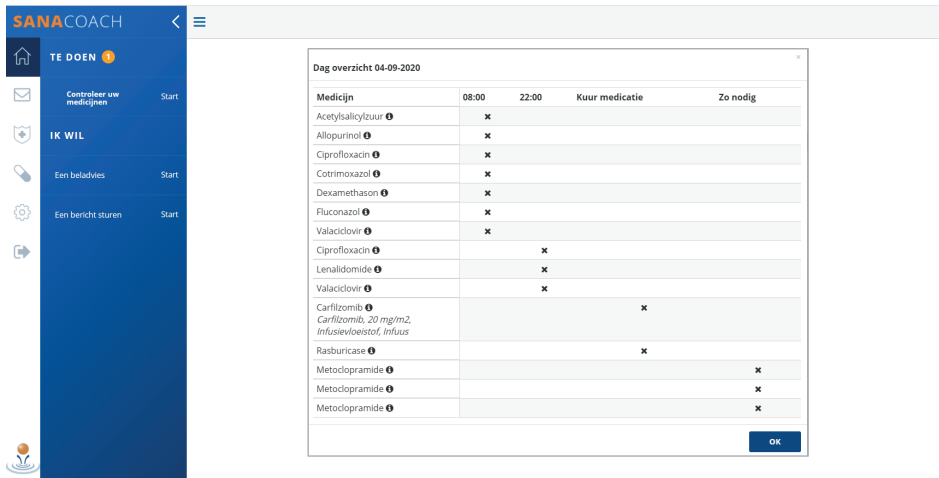 SANACOACH
TE DOEN 1
Controleer uw medicijnen Start
IK WIL
Een beladvies Start
Een bericht sturen Start
Dag overzicht 04-09-2020 ×
Medicijn 08:00 22:00 Kuur medicatie Zo nodig
Acetylsalicylzuur ✖
Allopurinol ✖
Ciprofloxacin ✖
Cotrimoxazol ✖
Dexamethason ✖
Fluconazol ✖
Valaciclovir ✖
Ciprofloxacin ✖
Lenalidomide ✖
Valaciclovir ✖
Carfilzomib ✖
Carfilzomib, 20 mg/m2,
Infusievloeistof, Infuus
Rasburicase ✖
Metoclopramide ✖
Metoclopramide ✖
Metoclopramide ✖
OK